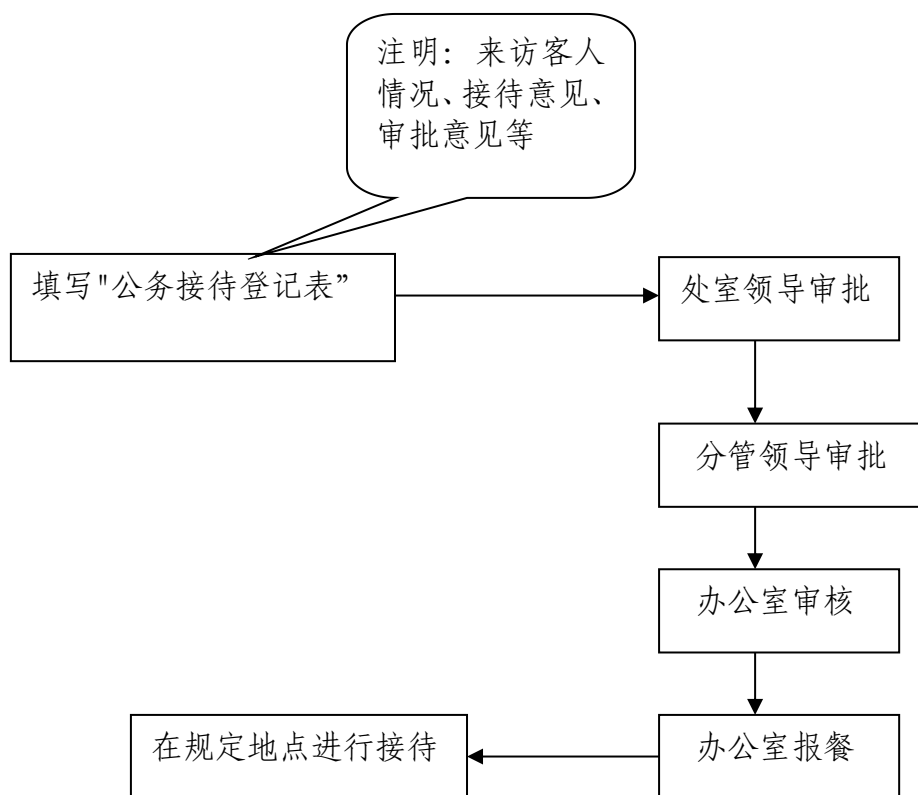 注明：来访客人
情况、接待意见、
审批意见等
填写"公务接待登记表”
处室领导审批
分管领导审批
办公室审核
办公室报餐
在规定地点进行接待